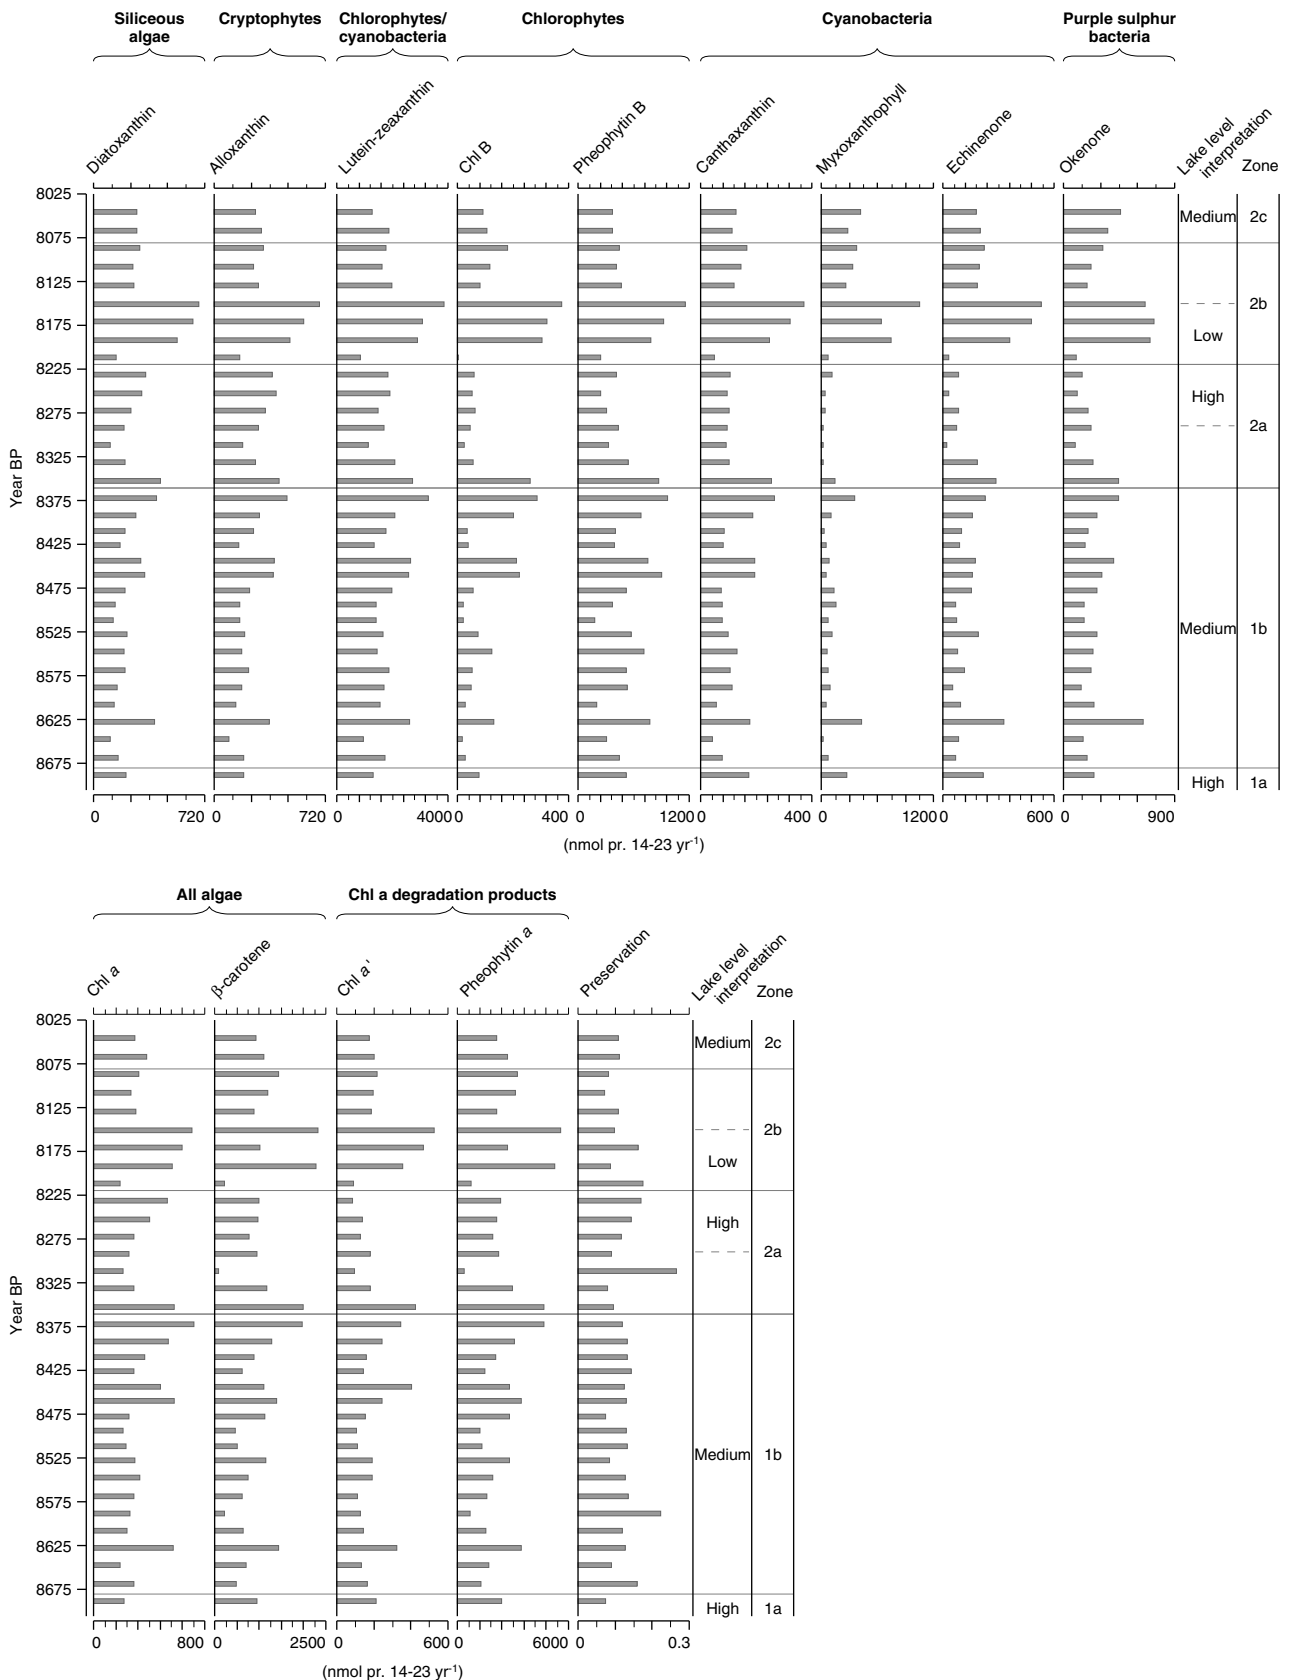 Siliceous algae
Cryptophytes
Chlorophytes/ cyanobacteria
Chlorophytes
Cyanobacteria
Purple sulphur bacteria
Diatoxanthin
Alloxanthin
Lutein-zeaxanthin
Chl B
Pheophytin B
Canthaxanthin
Myxoxanthophyll
Echinenone
Okenone
Lake level interpretation
Zone
Year BP
8025
8075
8125
8175
8225
8275
8325
8375
8425
8475
8525
8575
8625
8675
Medium 2c
2b
Low
High
2a
Medium 1b
High 1a
0 720 0 720 0 4000 0 400 0 1200 0 400 0 1200 0 600 0 900
(nmol pr. 14-23 yr-1)
All algae
Chl a degradation products
Chl a
β-carotene
Chl a '
Pheophytin a
Preservation
Lake level interpretation
Zone
Year BP
8025
8075
8125
8175
8225
8275
8325
8375
8425
8475
8525
8575
8625
8675
Medium 2c
2b
Low
High
2a
Medium 1b
High 1a
0 800 0 2500 0 600 0 6000 0 0.3
(nmol pr. 14-23 yr-1)